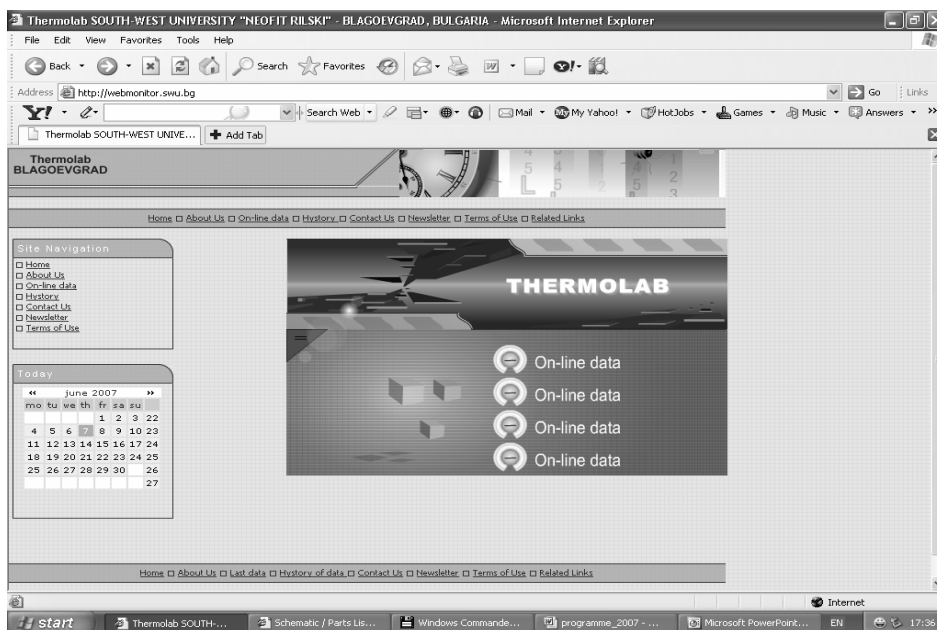 Thermolab SOUTH-WEST UNIVERSITY "NEOFIT RILSKI" - BLAGOEVGRAD, BULGARIA - Microsoft Internet Explorer
File Edit View Favorites Tools Help
Back Search Favorites
Address http://webmonitor.swu.bg Go Links
Y! Search Web Mail My Yahoo! HotJobs Games Music Answers
Thermolab SOUTH-WEST UNIVE... Add Tab
Thermolab
BLAGOEVGRAD
Home About Us On-line data Hystory Contact Us Newsletter Terms of Use Related Links
Site Navigation
Home
About Us
On-line data
Hystory
Contact Us
Newsletter
Terms of Use
THERMOLAB
On-line data
On-line data
On-line data
On-line data
Today
« june 2007 »
mo tu we th fr sa su
1 2 3 22
4 5 6 7 8 9 10 23
11 12 13 14 15 16 17 24
18 19 20 21 22 23 24 25
25 26 27 28 29 30 26
27
Home About Us Last data Hystory of data Contact Us Newsletter Terms of Use Related Links
Internet
start Thermolab SOUTH-... Schematic / Parts Lis... Windows Commande... programme_2007 - ... Microsoft PowerPoint... EN 17:36